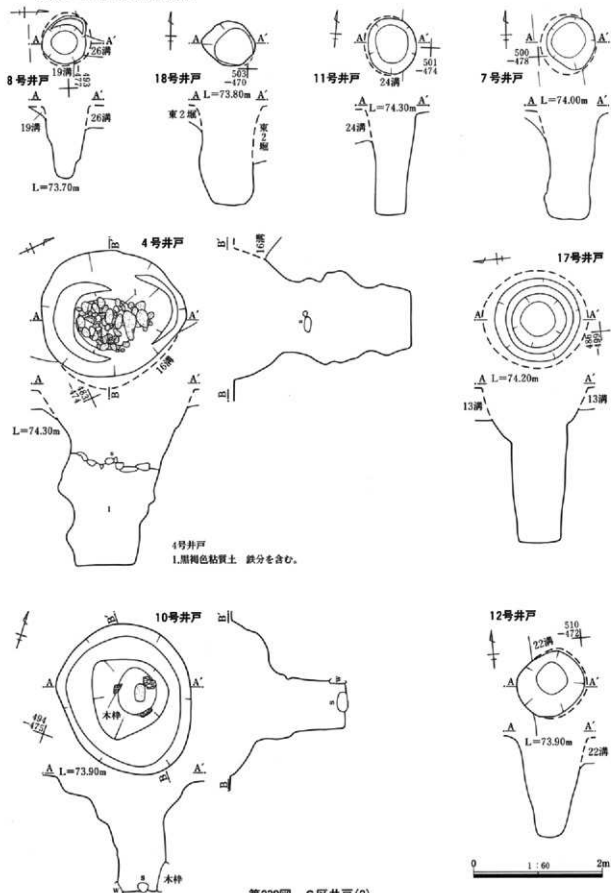 8号井戸
A A′
19溝 26溝
493
A A′
19溝 26溝
L=73.70m
18号井戸
A A′
503
-470
A L=73.80m A′
東2堀 東2堀
11号井戸
A A′
24溝
501
-474
A L=74.30m A′
24溝
7号井戸
500
-478
A A′
A L=74.00m A′
4号井戸
B′
1
A A′
16溝
B
A A′
L=74.30m
s
1
B′
16溝
s
B
4号井戸
1.黒褐色粘質土 鉄分を含む。
17号井戸
A A′
A L=74.20m A′
13溝 13溝
10号井戸
B′
A A′
木枠
494
-475
B
A L=73.90m A′
W S 木枠
B′
W
S
B
12号井戸
22溝
510
-472
A A′
A L=73.90m A′
22溝
0 1：60 2m